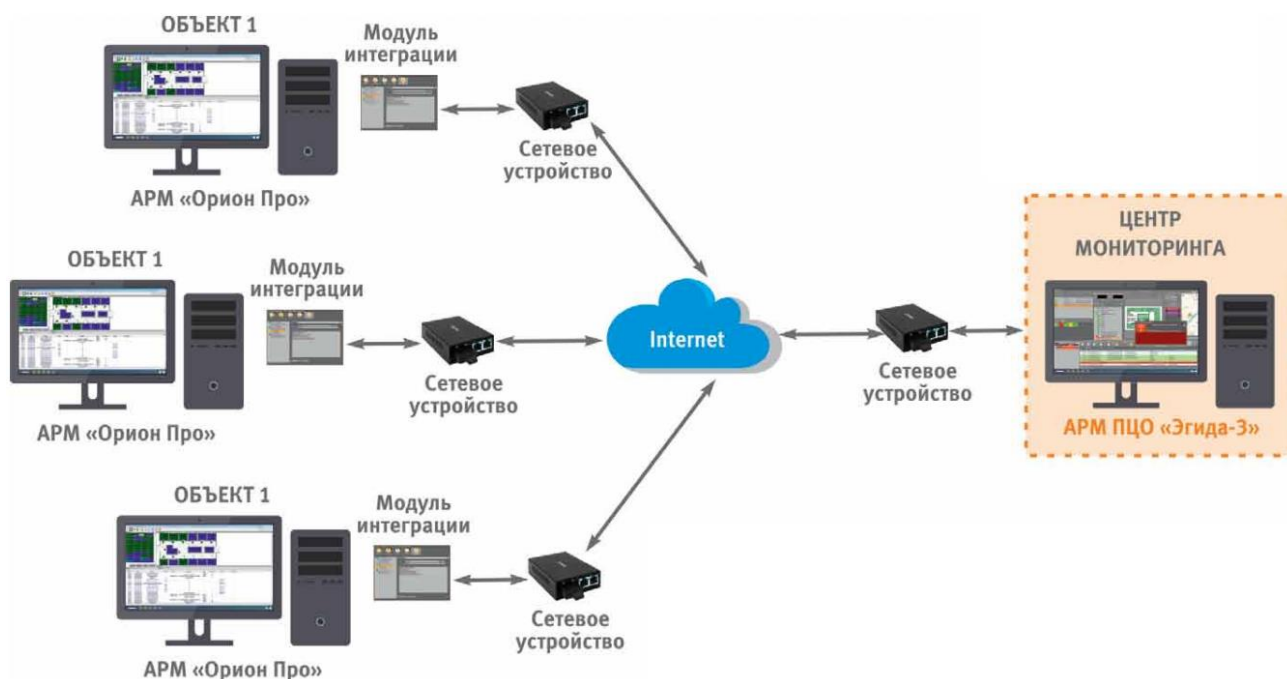 ОБЪЕКТ 1
Модуль
интеграции
Сетевое
устройство
АРМ «Орион Про»
ОБЪЕКТ 1
Модуль
интеграции
Сетевое
устройство
АРМ «Орион Про»
Internet
Сетевое
устройство
ЦЕНТР
МОНИТОРИНГА
АРМ ПЦО «Эгида-3»
ОБЪЕКТ 1
Модуль
интеграции
Сетевое
устройство
АРМ «Орион Про»